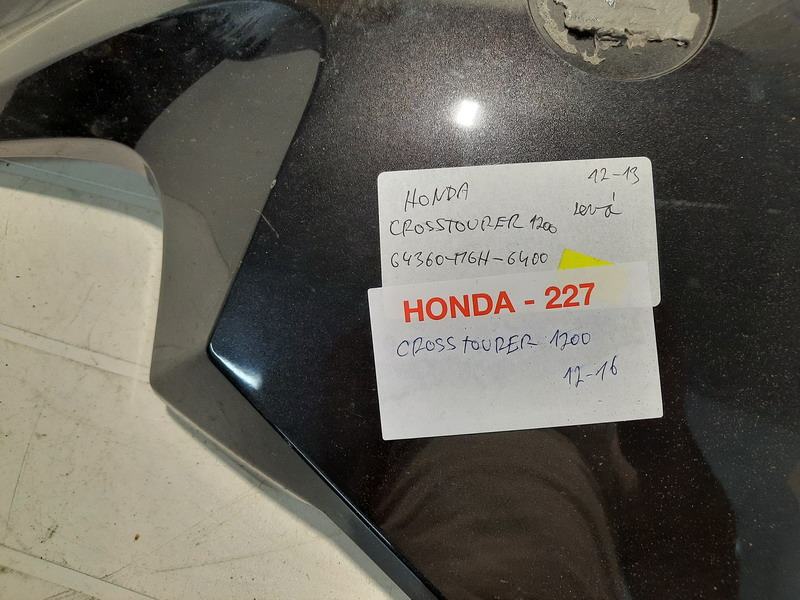 12-13
HONDA
levá
CROSSTOURER 1200
64360-MGH-6400
HONDA - 227
CROSSTOURER 1200
12-16